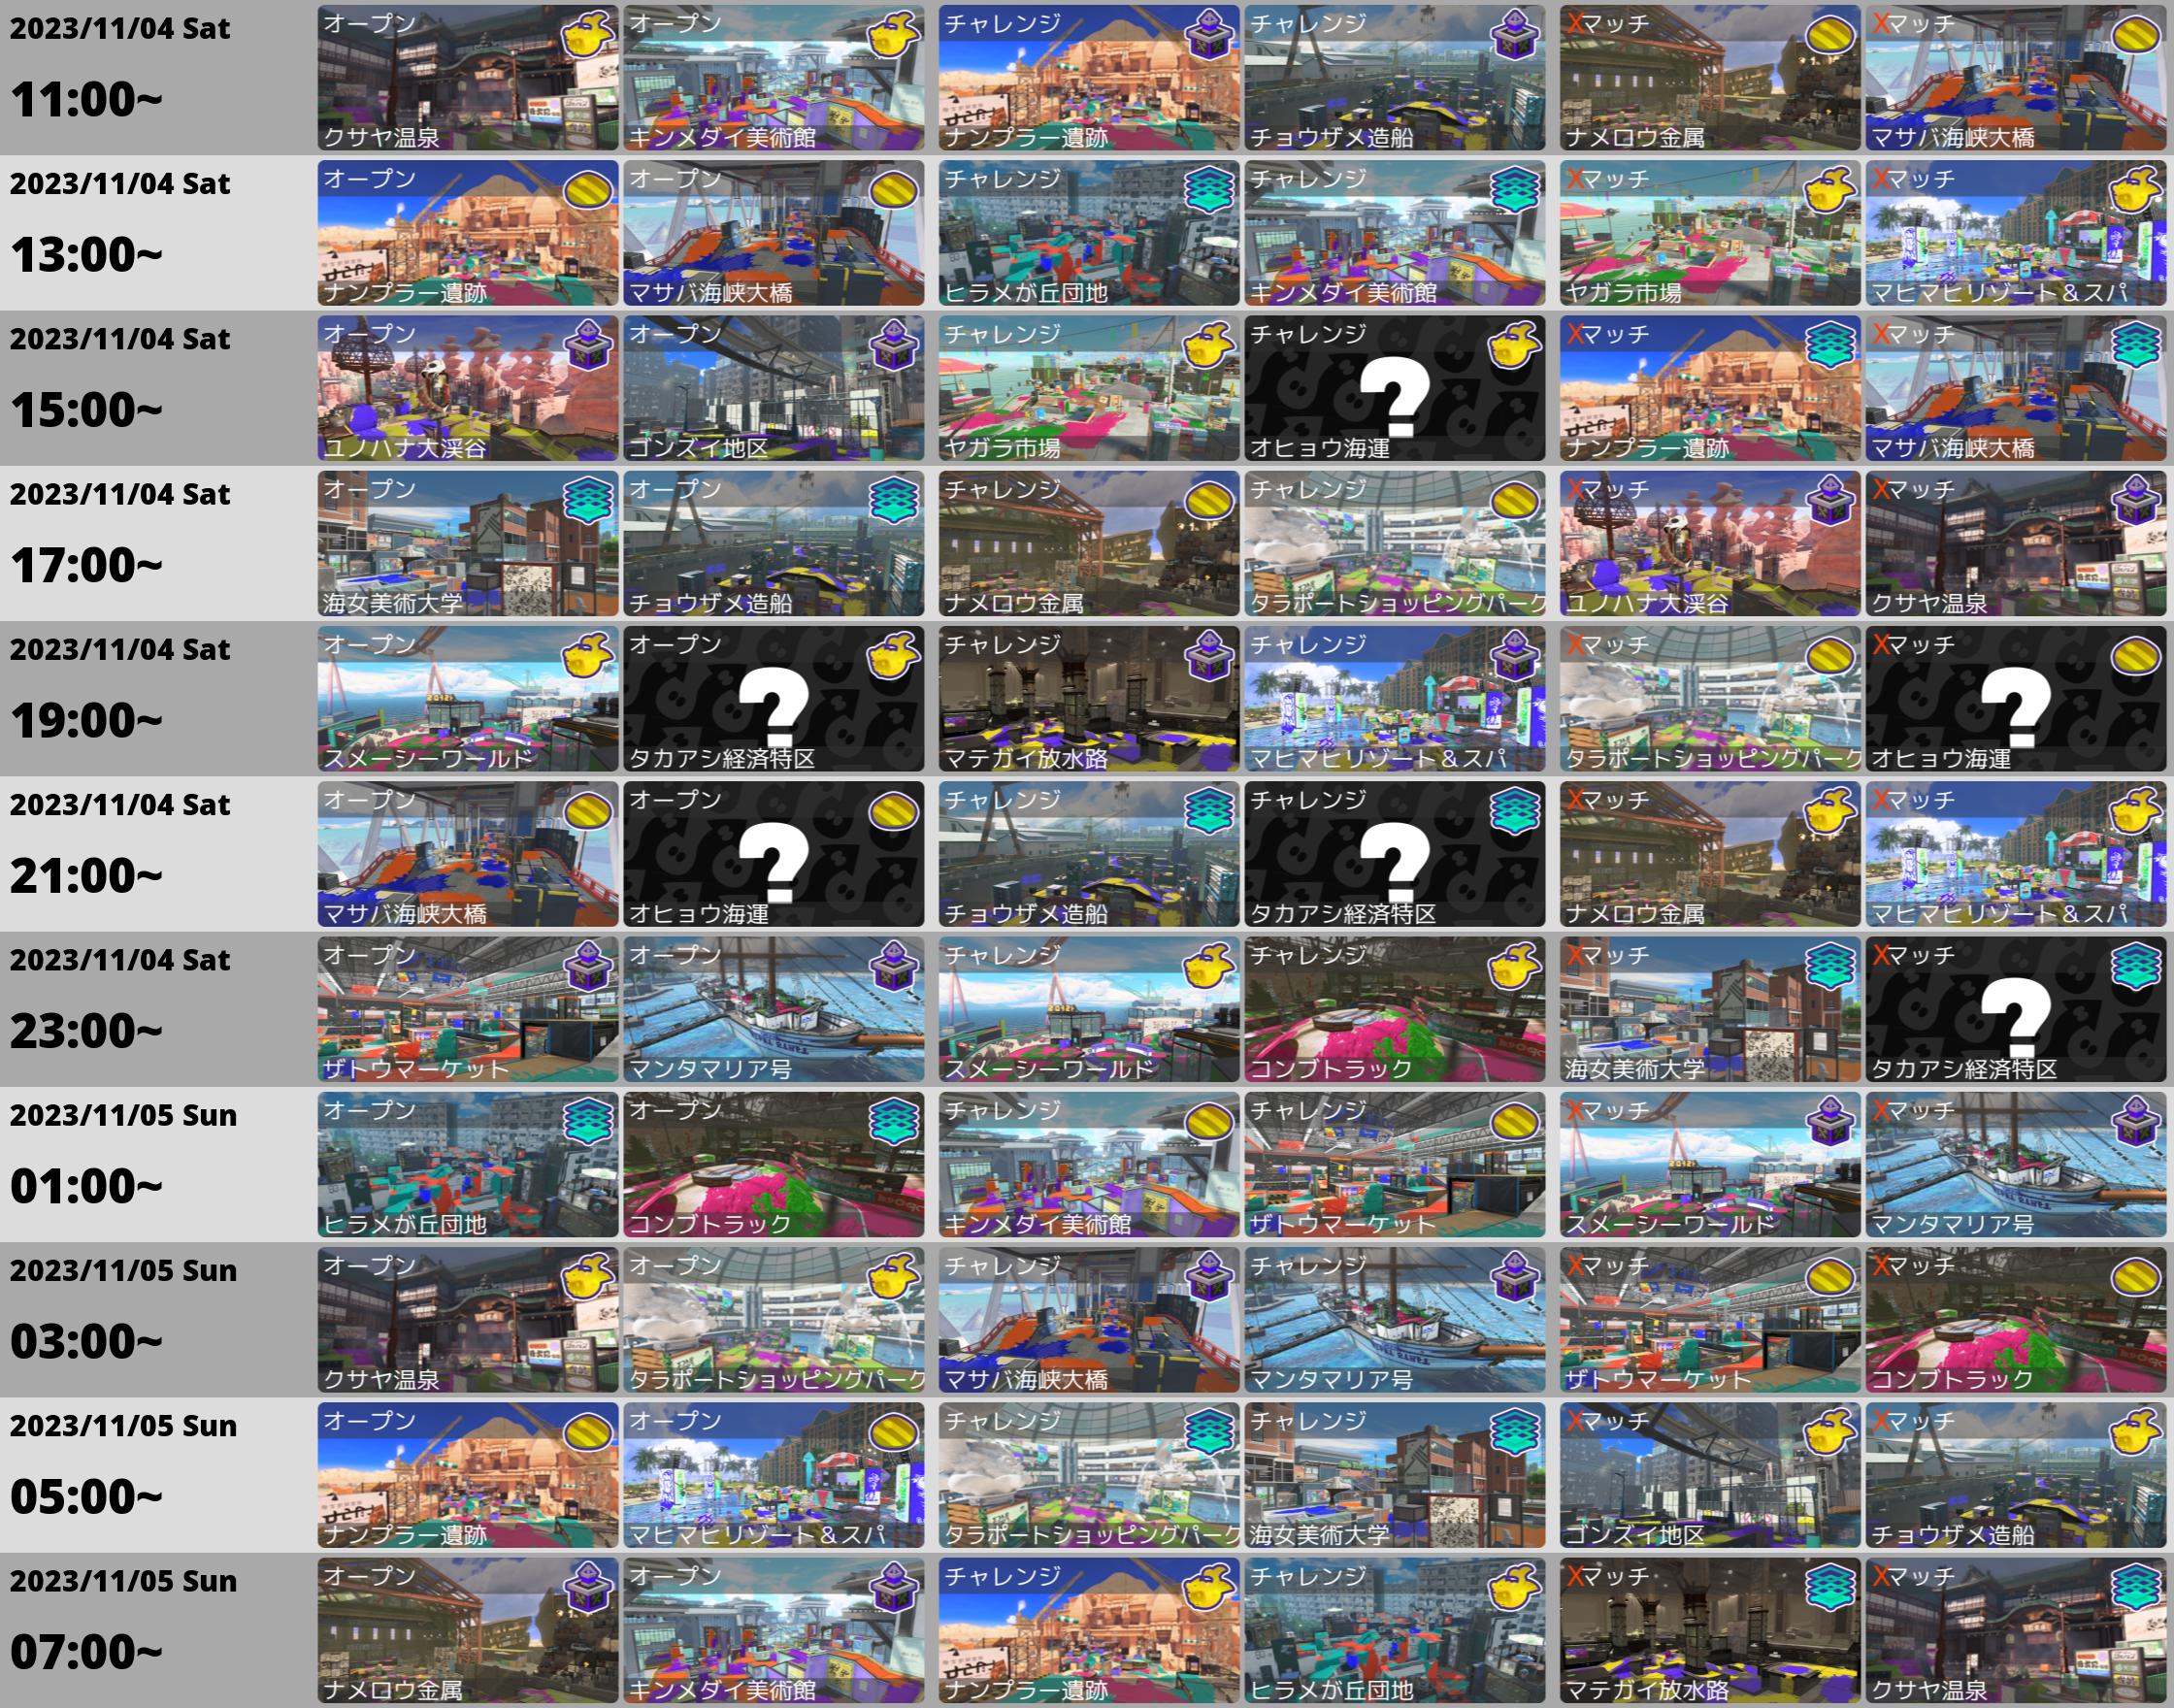 2023/11/04 Sat
11:00~
オープン
クサヤ温泉
オープン
キンメダイ美術館
チャレンジ
ナンプラー遺跡
チャレンジ
チョウザメ造船
Xマッチ
ナメロウ金属
Xマッチ
マサバ海峡大橋
2023/11/04 Sat
13:00~
オープン
ナンプラー遺跡
オープン
マサバ海峡大橋
チャレンジ
ヒラメが丘団地
チャレンジ
キンメダイ美術館
Xマッチ
ヤガラ市場
Xマッチ
マヒマヒリゾート&スパ
2023/11/04 Sat
15:00~
オープン
ユノハナ大渓谷
オープン
ゴンズイ地区
チャレンジ
ヤガラ市場
チャレンジ
?
オヒョウ海運
Xマッチ
ナンプラー遺跡
Xマッチ
マサバ海峡大橋
2023/11/04 Sat
17:00~
オープン
海女美術大学
オープン
チョウザメ造船
チャレンジ
ナメロウ金属
チャレンジ
タラポートショッピングパーク
Xマッチ
ユノハナ大渓谷
Xマッチ
クサヤ温泉
2023/11/04 Sat
19:00~
オープン
スメーシーワールド
オープン
?
タカアシ経済特区
チャレンジ
マテガイ放水路
チャレンジ
マヒマヒリゾート&スパ
Xマッチ
タラポートショッピングパーク
Xマッチ
?
オヒョウ海運
2023/11/04 Sat
21:00~
オープン
マサバ海峡大橋
オープン
?
オヒョウ海運
チャレンジ
チョウザメ造船
チャレンジ
?
タカアシ経済特区
Xマッチ
ナメロウ金属
Xマッチ
マヒマヒリゾート&スパ
2023/11/04 Sat
23:00~
オープン
ザトウマーケット
オープン
マンタマリア号
チャレンジ
スメーシーワールド
チャレンジ
コンブトラック
Xマッチ
海女美術大学
Xマッチ
?
タカアシ経済特区
2023/11/05 Sun
01:00~
オープン
ヒラメが丘団地
オープン
コンブトラック
チャレンジ
キンメダイ美術館
チャレンジ
ザトウマーケット
Xマッチ
スメーシーワールド
Xマッチ
マンタマリア号
2023/11/05 Sun
03:00~
オープン
クサヤ温泉
オープン
タラポートショッピングパーク
チャレンジ
マサバ海峡大橋
チャレンジ
マンタマリア号
Xマッチ
ザトウマーケット
Xマッチ
コンブトラック
2023/11/05 Sun
05:00~
オープン
ナンプラー遺跡
オープン
マヒマヒリゾート&スパ
チャレンジ
タラポートショッピングパーク
チャレンジ
海女美術大学
Xマッチ
ゴンズイ地区
Xマッチ
チョウザメ造船
2023/11/05 Sun
07:00~
オープン
ナメロウ金属
オープン
キンメダイ美術館
チャレンジ
ナンプラー遺跡
チャレンジ
ヒラメが丘団地
Xマッチ
マテガイ放水路
Xマッチ
クサヤ温泉